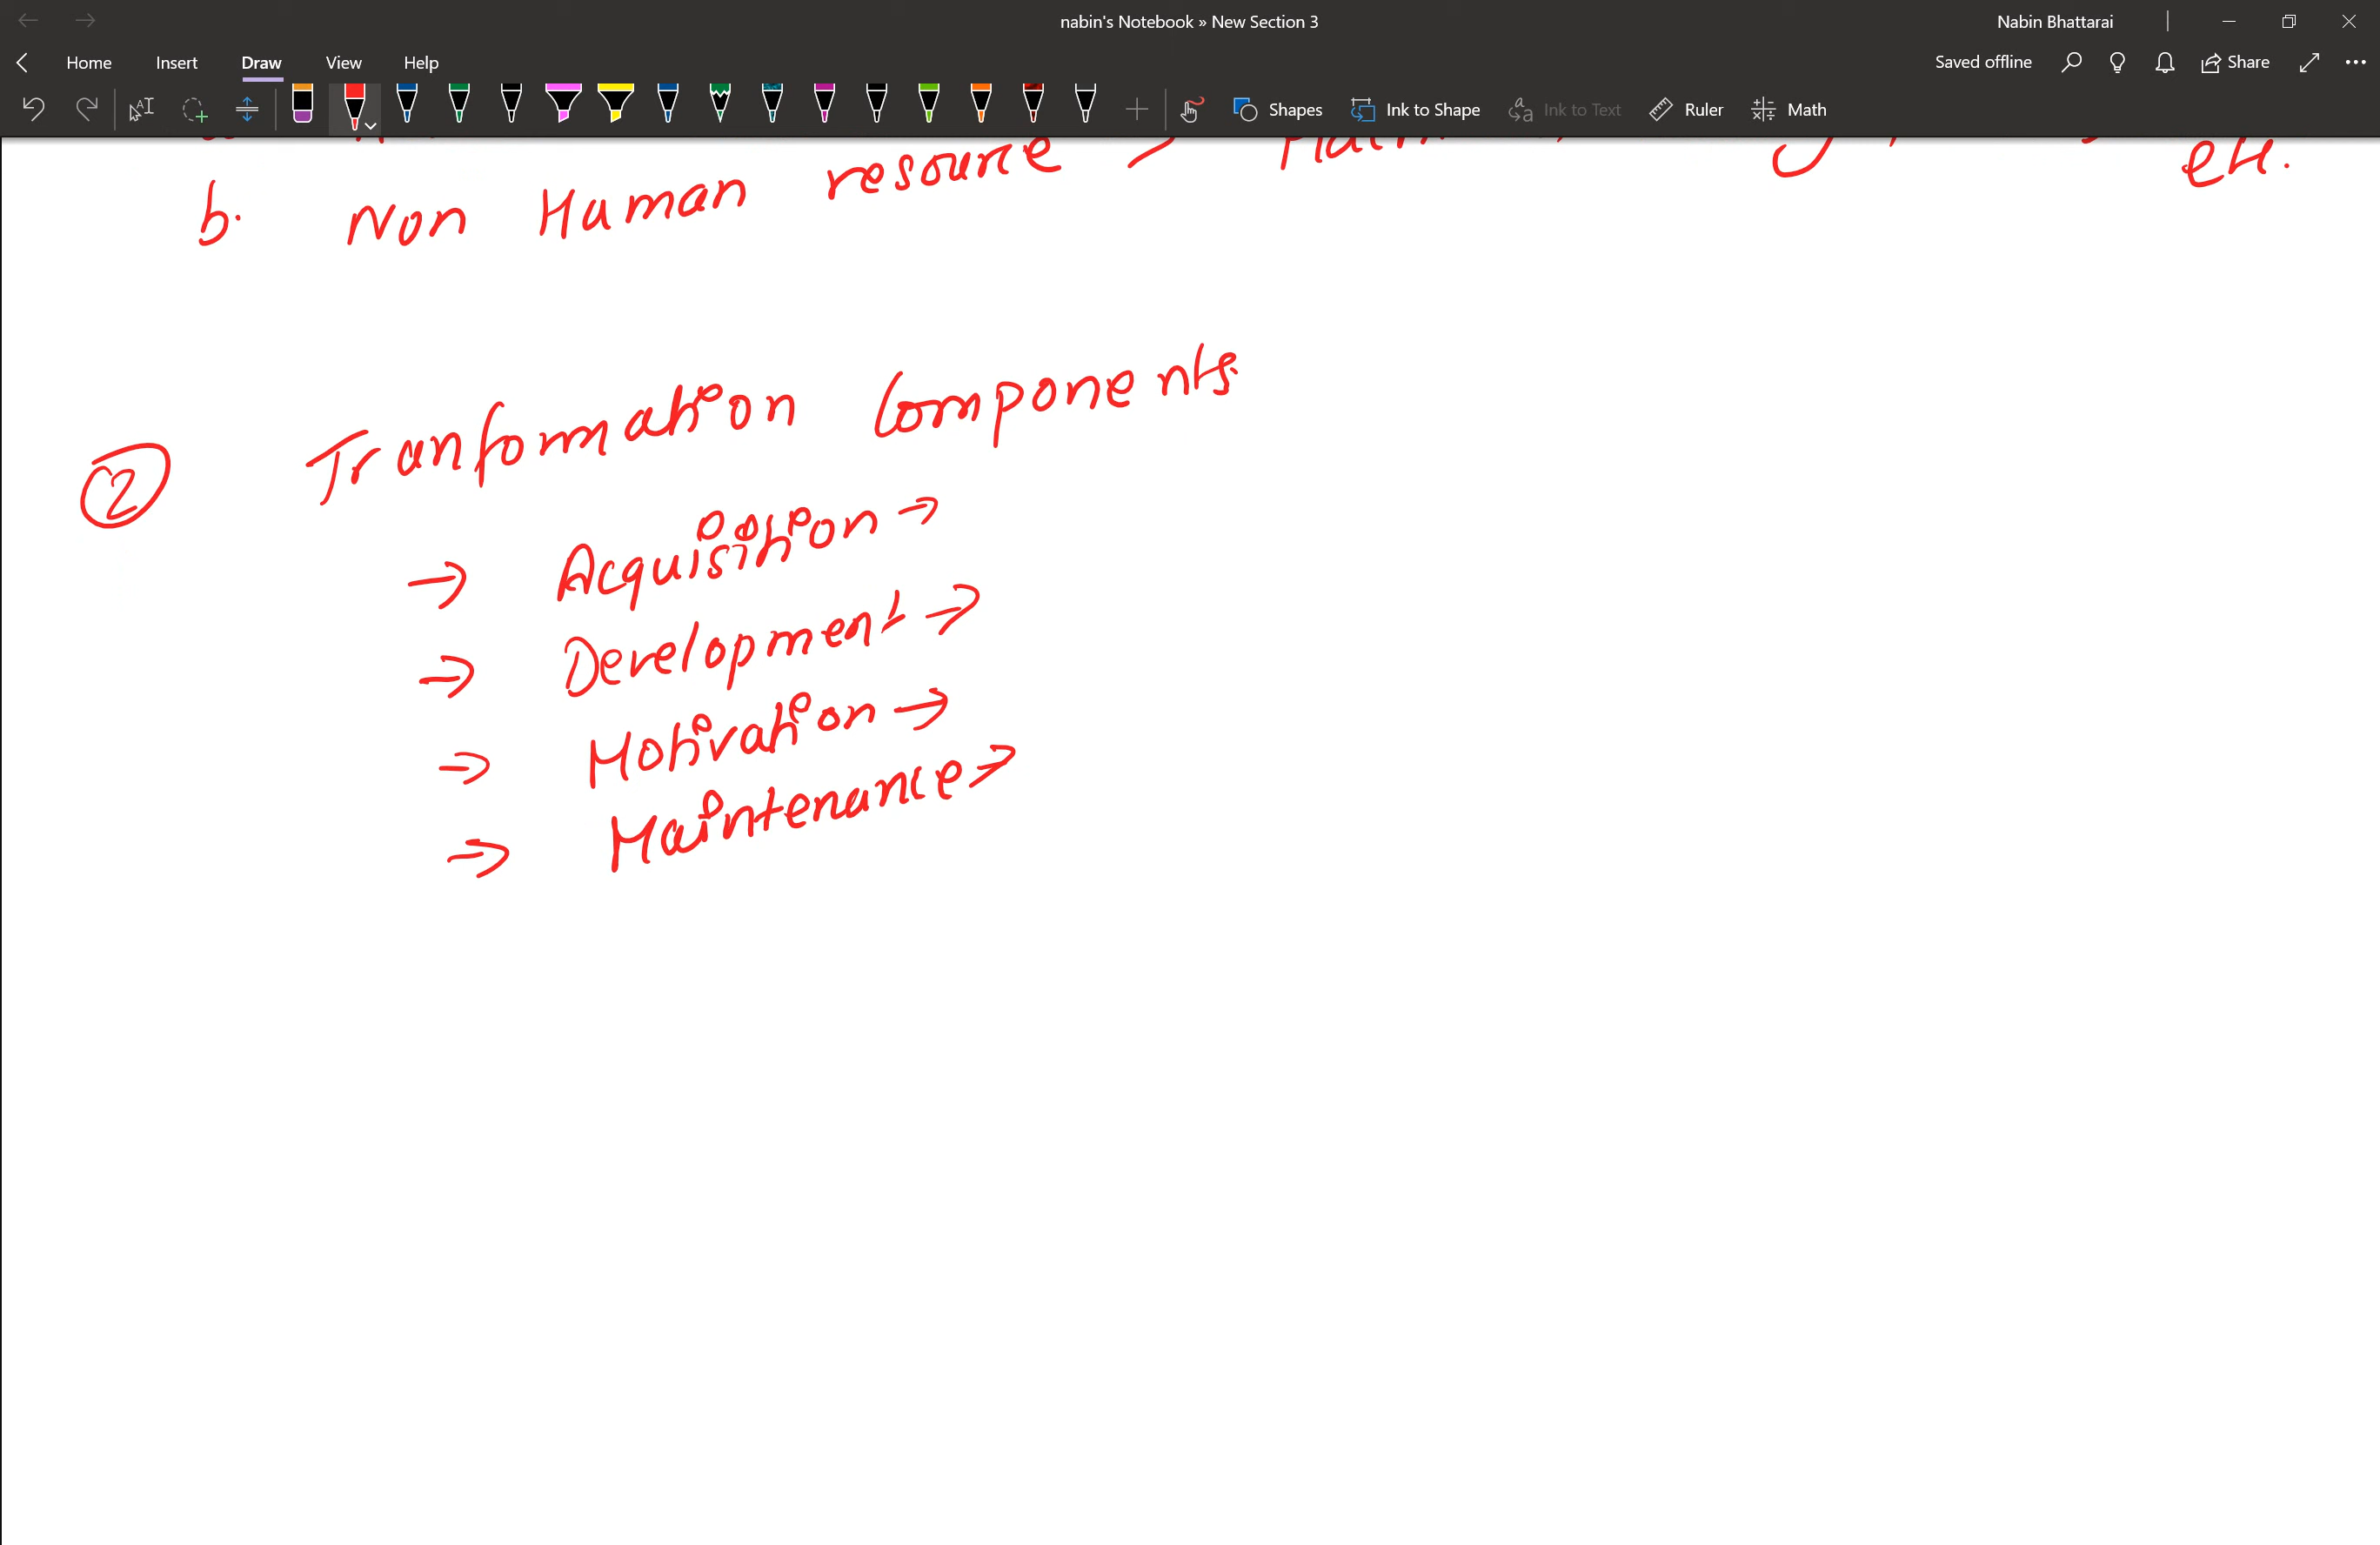 nabin's Notebook » New Section 3
Nabin Bhattarai
Home Insert Draw View Help
Saved offline
Share
Shapes
Ink to Shape
Ink to Text
Ruler
Math
b. Non Human resource → etc.
② Tranformation Components
→ Acquisition →
→ Development →
→ Motivation →
→ Maintenance →